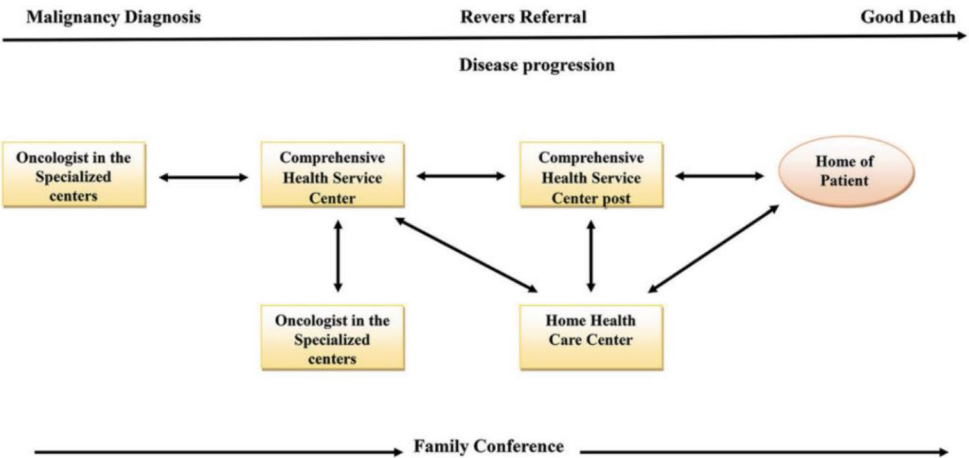 Malignancy Diagnosis Revers Referral Good Death
Disease progression
Oncologist in the
Specialized
centers
Comprehensive
Health Service
Center
Comprehensive
Health Service
Center post
Home of
Patient
Oncologist in the
Specialized
centers
Home Health
Care Center
Family Conference